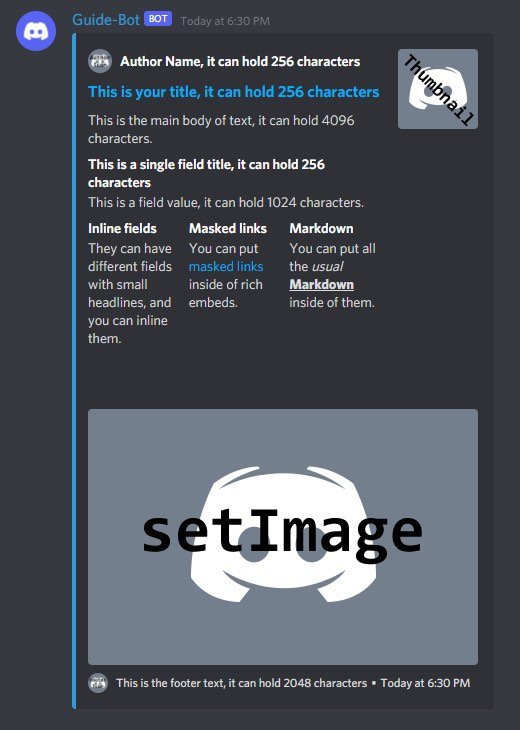 Guide-Bot BOT Today at 6:30 PM
Author Name, it can hold 256 characters
Thumbnail
This is your title, it can hold 256 characters
This is the main body of text, it can hold 4096
characters.
This is a single field title, it can hold 256
characters
This is a field value, it can hold 1024 characters.
Inline fields
They can have
different fields
with small
headlines, and
you can inline
them.
Masked links
You can put
masked links
inside of rich
embeds.
Markdown
You can put all
the usual
Markdown
inside of them.
setImage
This is the footer text, it can hold 2048 characters • Today at 6:30 PM